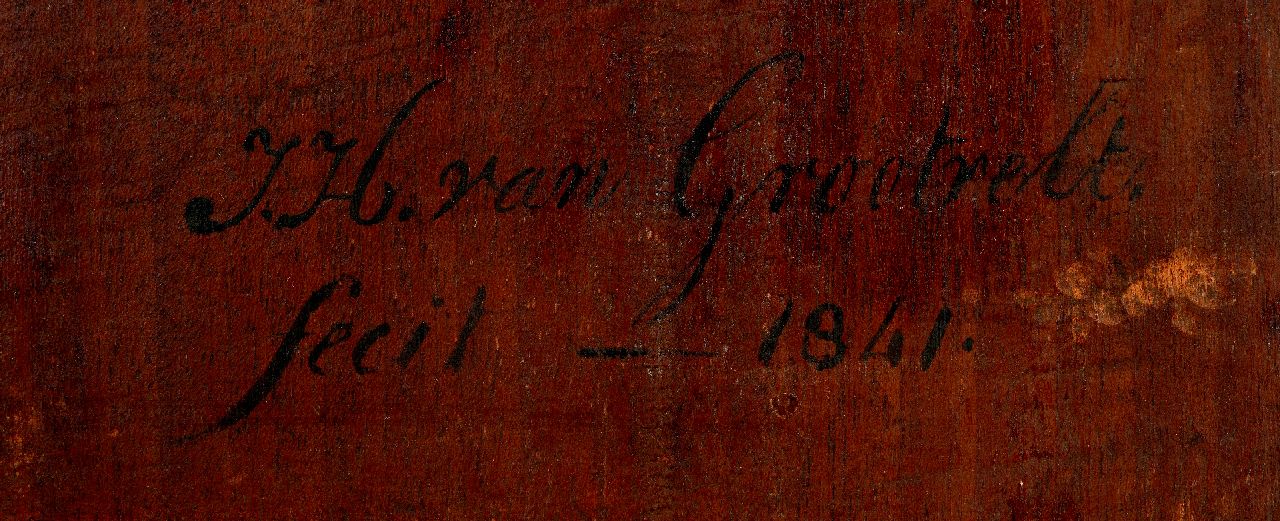 J.H. van Grootvelt.
fecit — 1841.